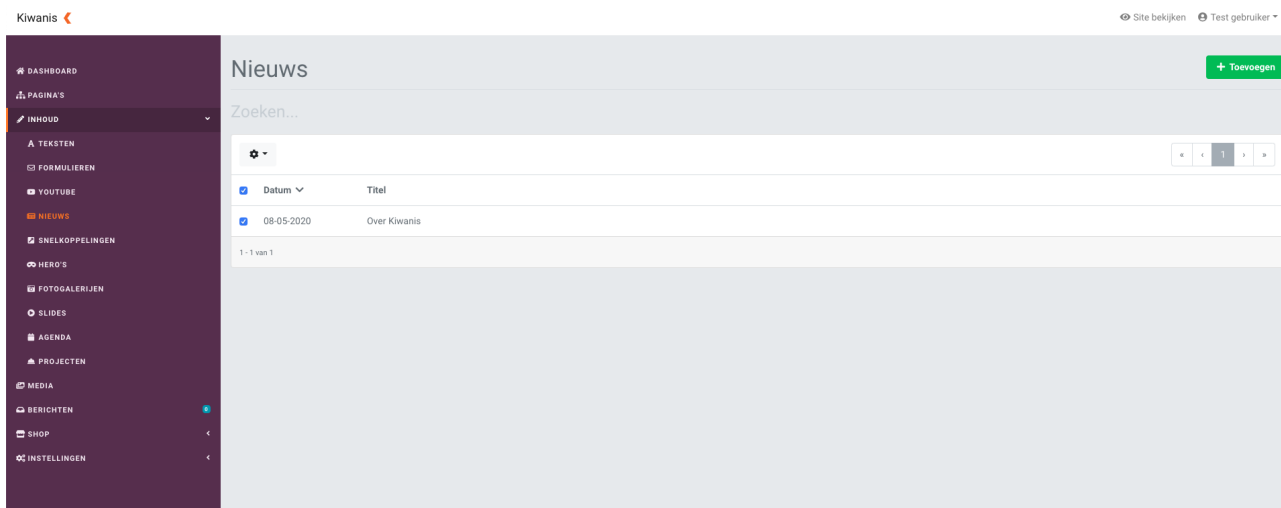 Kiwanis
Site bekijken
Test gebruiker
DASHBOARD
PAGINA'S
INHOUD
TEKSTEN
FORMULIEREN
YOUTUBE
NIEUWS
SNELKOPPELINGEN
HERO'S
FOTOGALERIJEN
SLIDES
AGENDA
PROJECTEN
MEDIA
BERICHTEN 0
SHOP
INSTELLINGEN
Nieuws
+ Toevoegen
Zoeken...
« ‹ 1 › »
Datum Titel
08-05-2020 Over Kiwanis
1 - 1 van 1